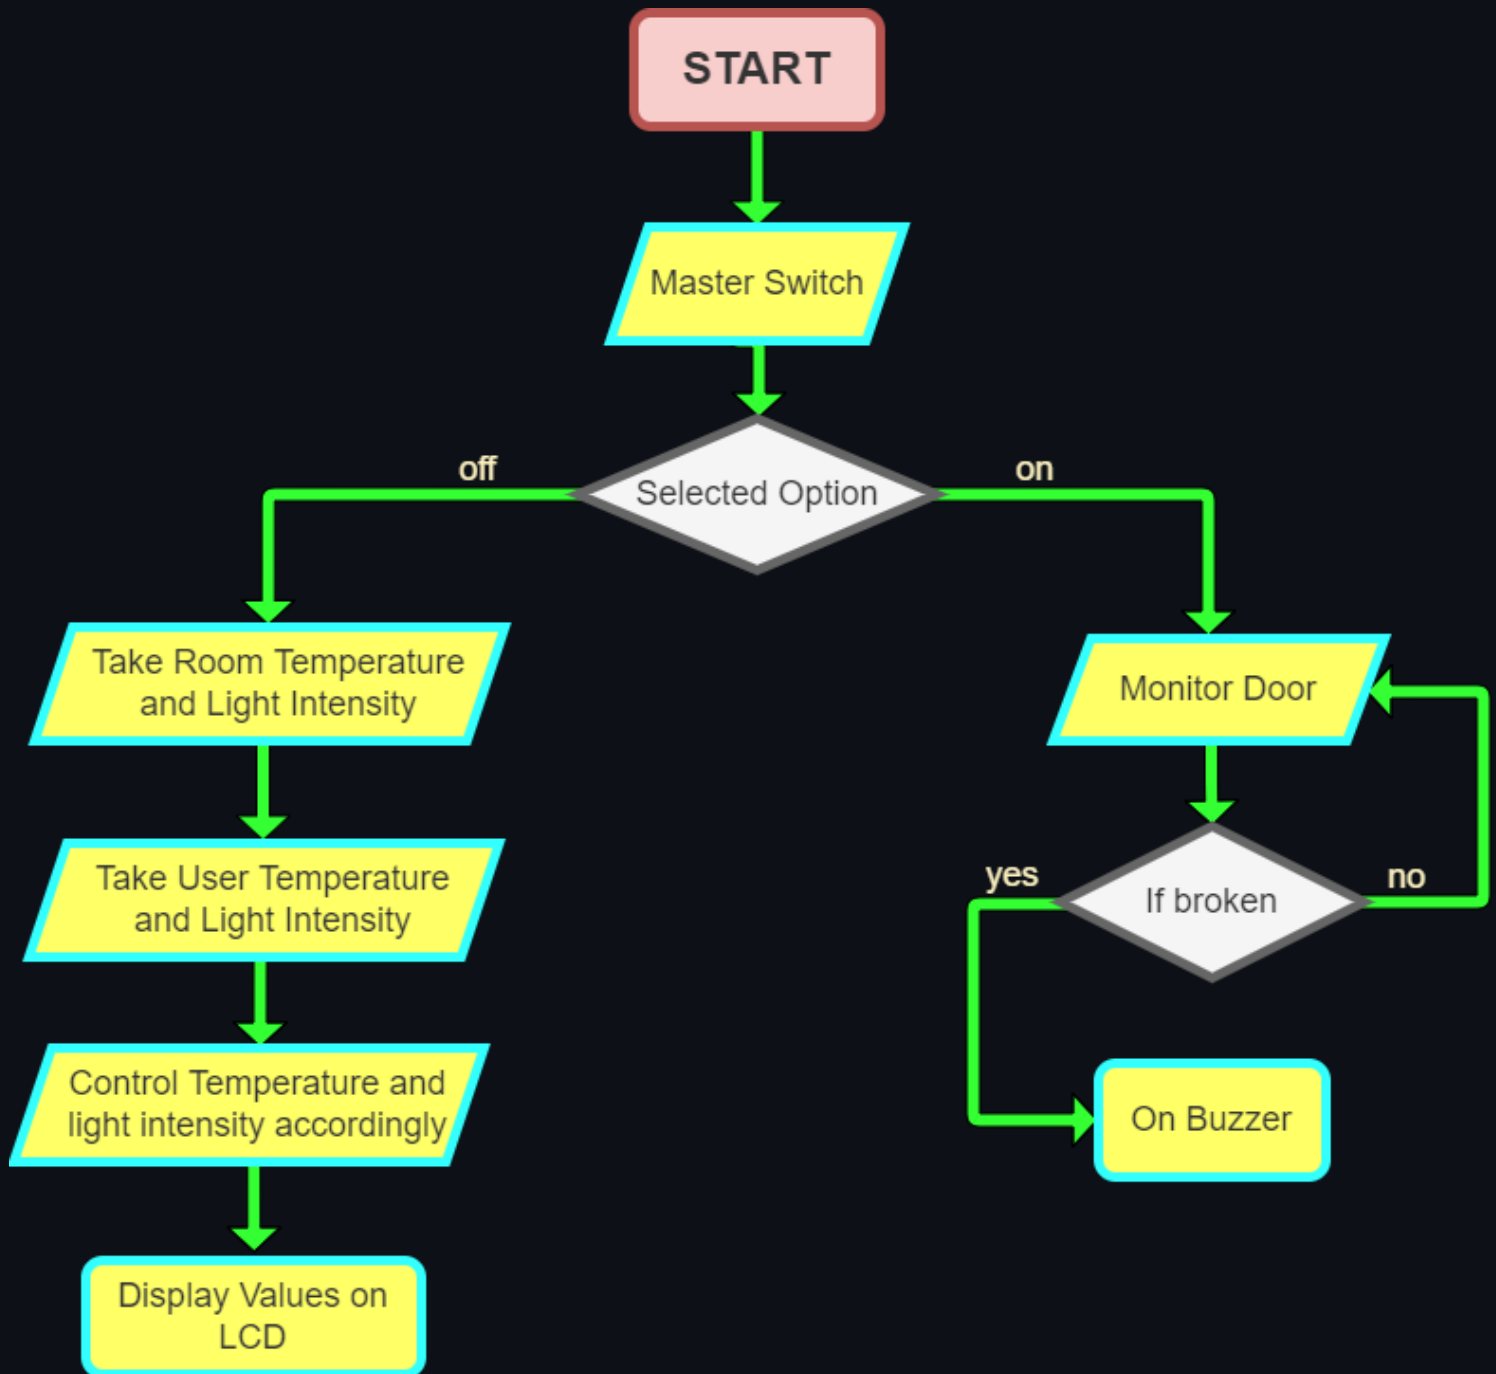 START
Master Switch
off
Selected Option
on
Take Room Temperature
and Light Intensity
Monitor Door
Take User Temperature
and Light Intensity
yes
If broken
no
Control Temperature and
light intensity accordingly
On Buzzer
Display Values on
LCD